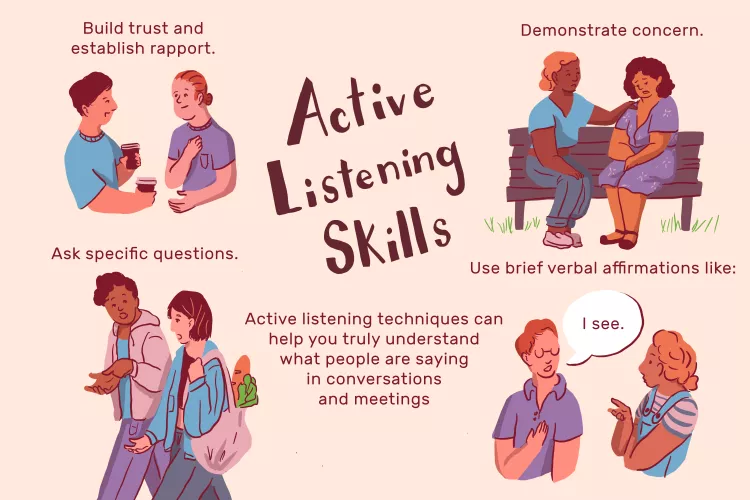 Build trust and
establish rapport.
Demonstrate concern.
Active
Listening
Skills
Ask specific questions.
Use brief verbal affirmations like:
I see.
Active listening techniques can
help you truly understand
what people are saying
in conversations
and meetings